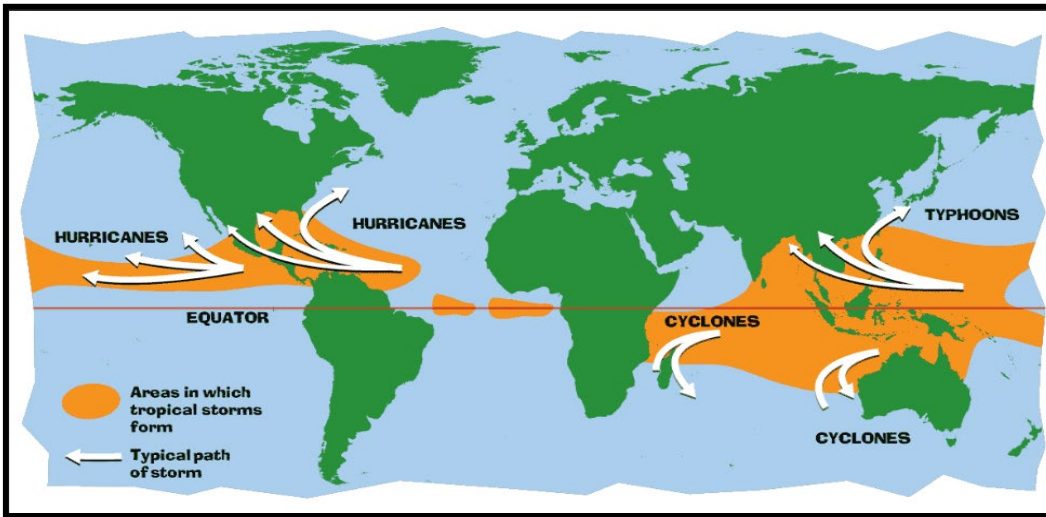 HURRICANES
HURRICANES
TYPHOONS
EQUATOR
CYCLONES
CYCLONES
Areas in which
tropical storms
form
Typical path
of storm